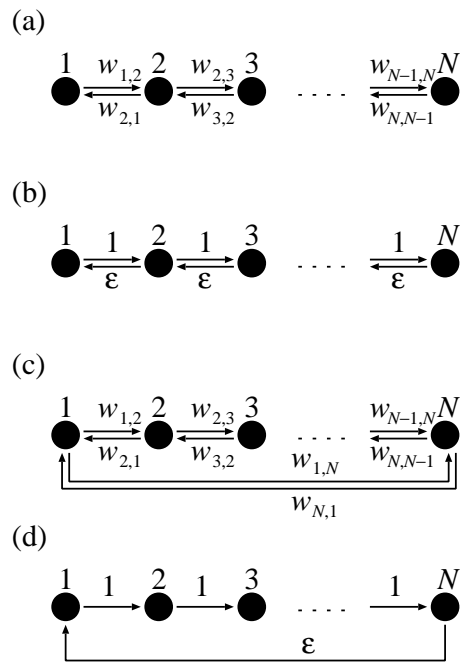 (a)
1 2 3 N
w1,2 w2,3 wN−1,N
. . . .
w2,1 w3,2 wN,N−1
(b)
1 2 3 N
1 1 1
. . . .
ε ε ε
(c)
1 2 3 N
w1,2 w2,3 wN−1,N
. . . .
w2,1 w3,2 wN,N−1
w1,N
wN,1
(d)
1 2 3 N
1 1 . . . . 1
ε